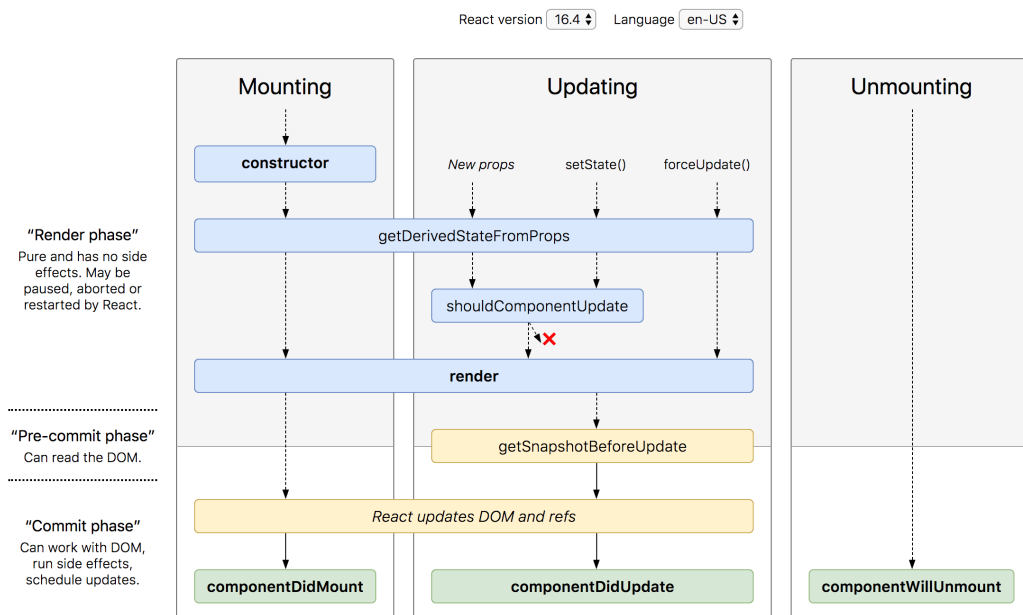 React version 16.4 Language en-US
Mounting Updating Unmounting
constructor
New props setState() forceUpdate()
“Render phase”
Pure and has no side
effects. May be
paused, aborted or
restarted by React.
getDerivedStateFromProps
shouldComponentUpdate
render
“Pre-commit phase”
Can read the DOM.
getSnapshotBeforeUpdate
React updates DOM and refs
“Commit phase”
Can work with DOM,
run side effects,
schedule updates.
componentDidMount componentDidUpdate componentWillUnmount